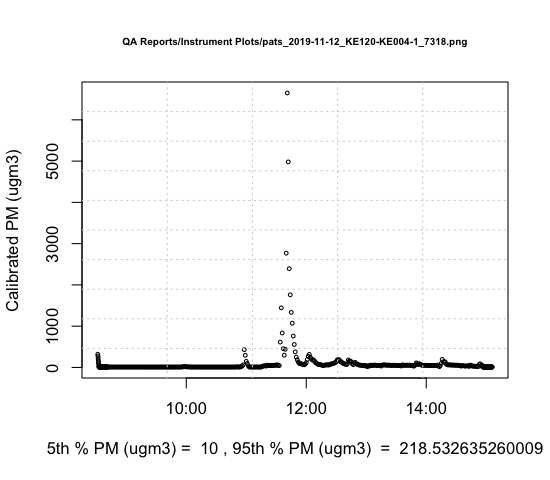 QA Reports/Instrument Plots/pats_2019-11-12_KE120-KE004-1_7318.png
Calibrated PM (ugm3)
5000
3000
1000
0
10:00 12:00 14:00
5th % PM (ugm3) =  10 , 95th % PM (ugm3)  =  218.532635260009